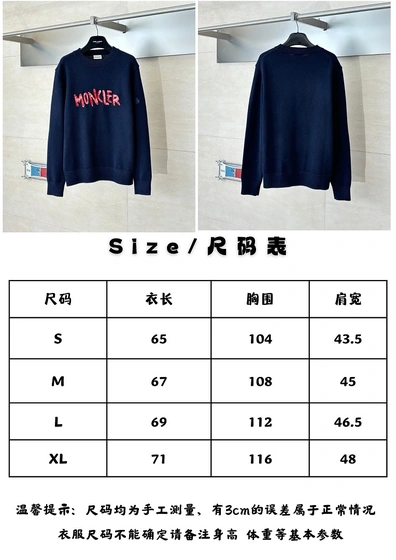 MONCLER
Size/尺码表
尺码 衣长 胸围 肩宽
S 65 104 43.5
M 67 108 45
L 69 112 46.5
XL 71 116 48
温馨提示：尺码均为手工测量、有3cm的误差属于正常情况
衣服尺码不能确定请备注身高 体重等基本参数